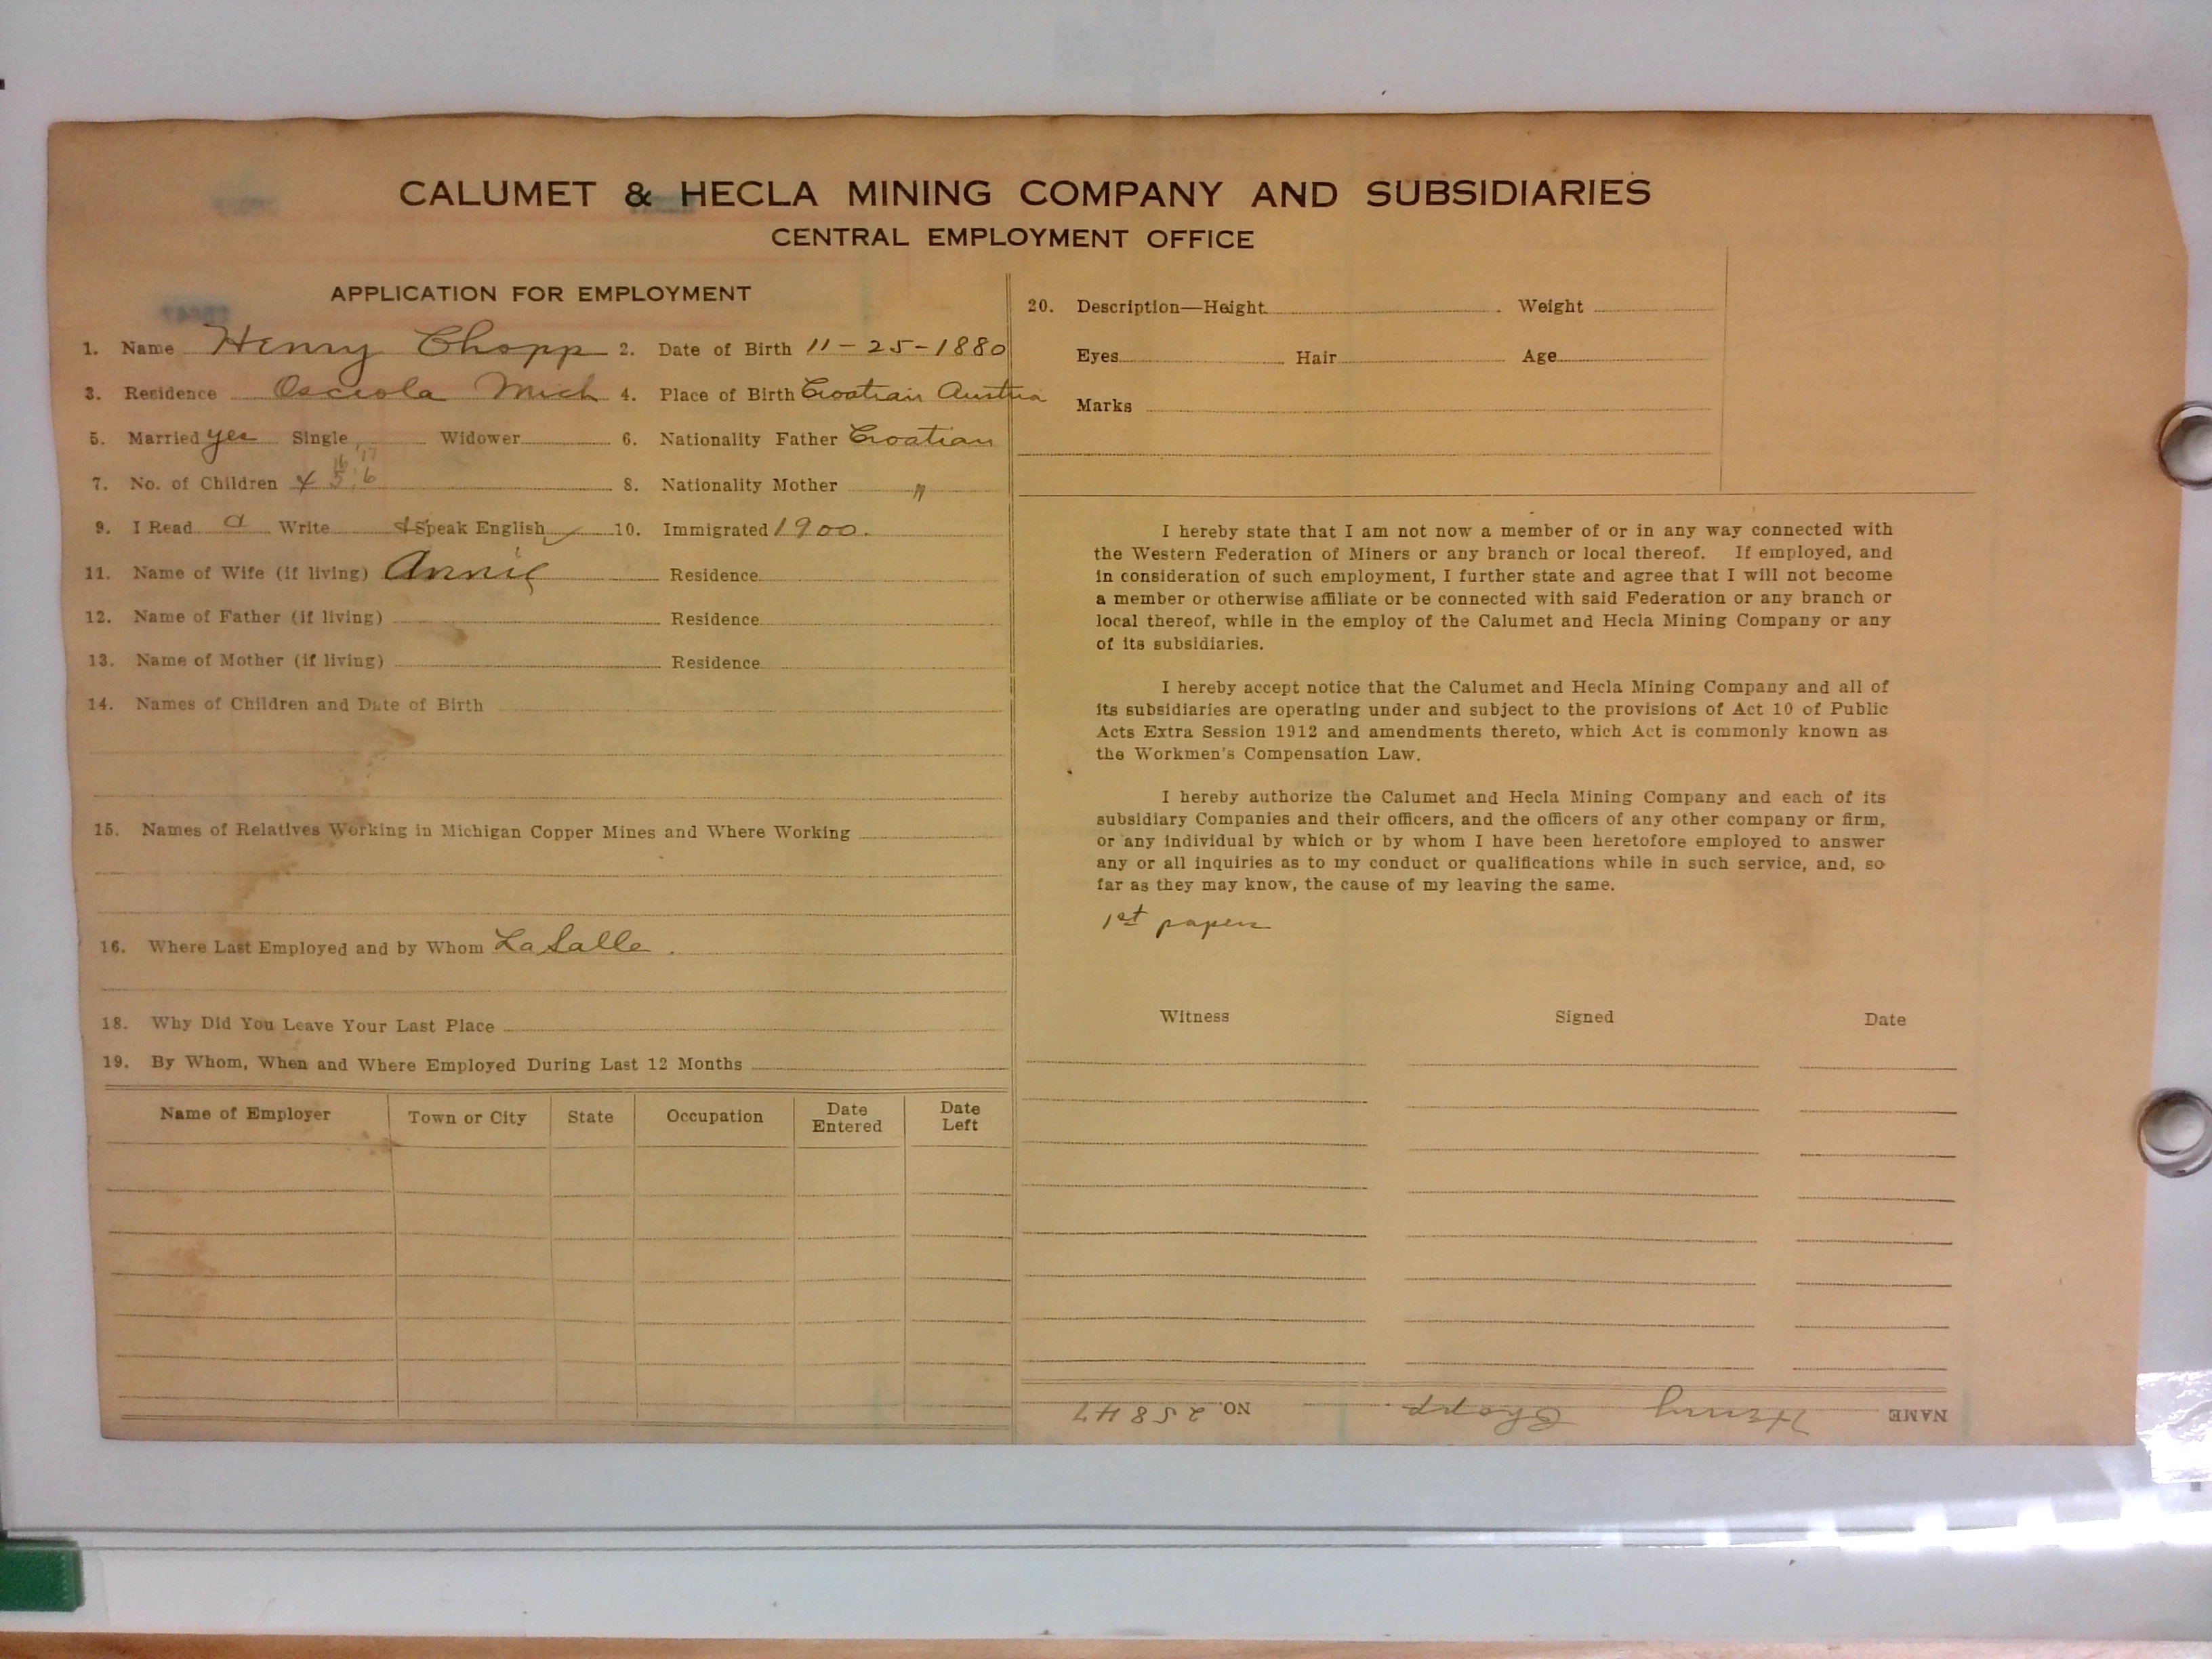 CALUMET & HECLA MINING COMPANY AND SUBSIDIARIES
CENTRAL EMPLOYMENT OFFICE
APPLICATION FOR EMPLOYMENT
1. Name Henry Chopp 2. Date of Birth 11-25-1880
3. Residence Osceola Mich 4. Place of Birth Croatian Austria
5. Married yes Single Widower 6. Nationality Father Croatian
16 17
7. No. of Children 4 5, 6 8. Nationality Mother "
9. I Read a Write & Speak English ✓ 10. Immigrated 1900.
11. Name of Wife (if living) Annie Residence
12. Name of Father (if living) Residence
13. Name of Mother (if living) Residence
14. Names of Children and Date of Birth
15. Names of Relatives Working in Michigan Copper Mines and Where Working
16. Where Last Employed and by Whom LaSalle.
18. Why Did You Leave Your Last Place
19. By Whom, When and Where Employed During Last 12 Months
Name of Employer Town or City State Occupation Date Entered Date Left
20. Description—Height Weight
Eyes Hair Age
Marks
I hereby state that I am not now a member of or in any way connected with
the Western Federation of Miners or any branch or local thereof. If employed, and
in consideration of such employment, I further state and agree that I will not become
a member or otherwise affiliate or be connected with said Federation or any branch or
local thereof, while in the employ of the Calumet and Hecla Mining Company or any
of its subsidiaries.
I hereby accept notice that the Calumet and Hecla Mining Company and all of
its subsidiaries are operating under and subject to the provisions of Act 10 of Public
Acts Extra Session 1912 and amendments thereto, which Act is commonly known as
the Workmen's Compensation Law.
I hereby authorize the Calumet and Hecla Mining Company and each of its
subsidiary Companies and their officers, and the officers of any other company or firm,
or any individual by which or by whom I have been heretofore employed to answer
any or all inquiries as to my conduct or qualifications while in such service, and, so
far as they may know, the cause of my leaving the same.
1st papers
Witness Signed Date
NAME Henry Chopp NO. 25847